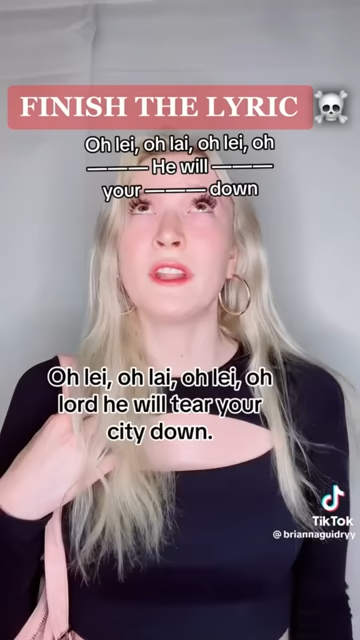 FINISH THE LYRIC ☠️
Oh lei, oh lai, oh lei, oh
———— He will ————
your ———— down
Oh lei, oh lai, oh lei, oh
lord he will tear your
city down.
TikTok
@briannaguidryy